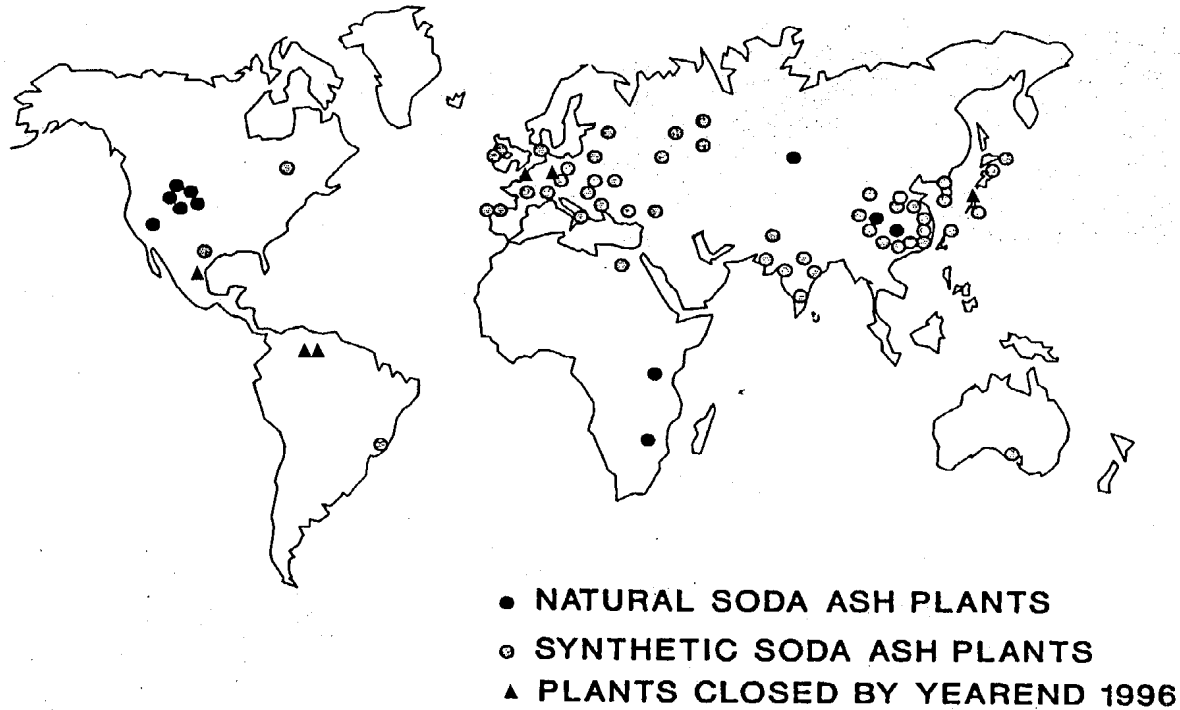 NATURAL SODA ASH PLANTS
SYNTHETIC SODA ASH PLANTS
PLANTS CLOSED BY YEAREND 1996